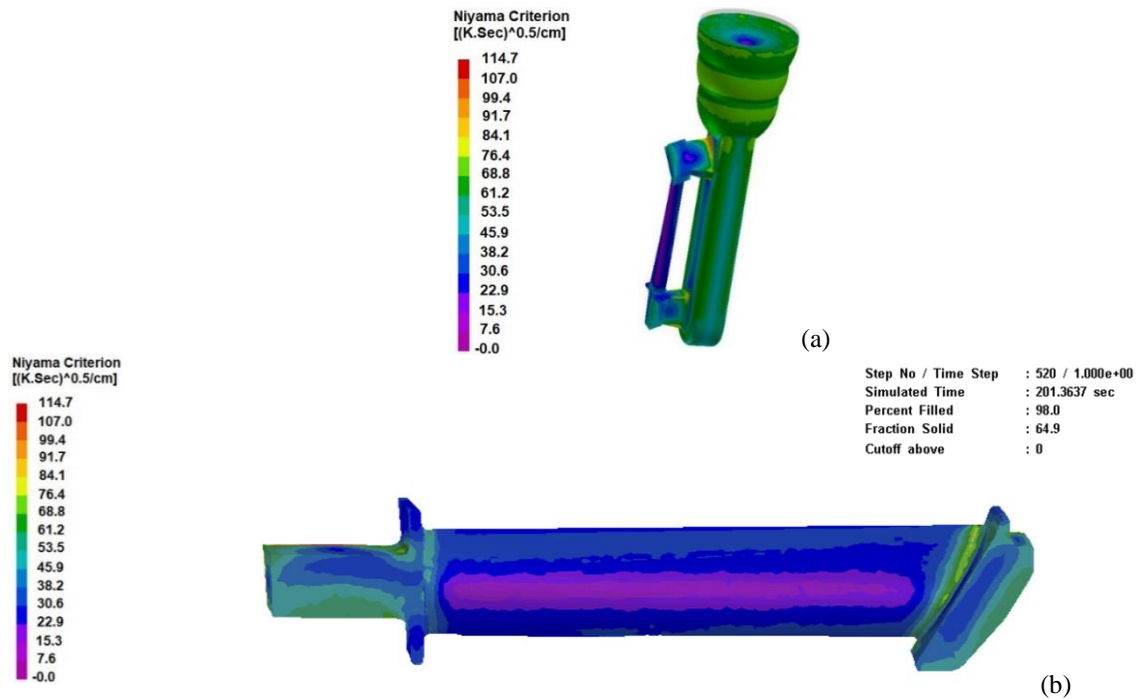 Niyama Criterion
[(K.Sec)^0.5/cm]
114.7
107.0
99.4
91.7
84.1
76.4
68.8
61.2
53.5
45.9
38.2
30.6
22.9
15.3
7.6
-0.0
(a)
Niyama Criterion
[(K.Sec)^0.5/cm]
114.7
107.0
99.4
91.7
84.1
76.4
68.8
61.2
53.5
45.9
38.2
30.6
22.9
15.3
7.6
-0.0
Step No / Time Step : 520 / 1.000e+00
Simulated Time : 201.3637 sec
Percent Filled : 98.0
Fraction Solid : 64.9
Cutoff above : 0
(b)